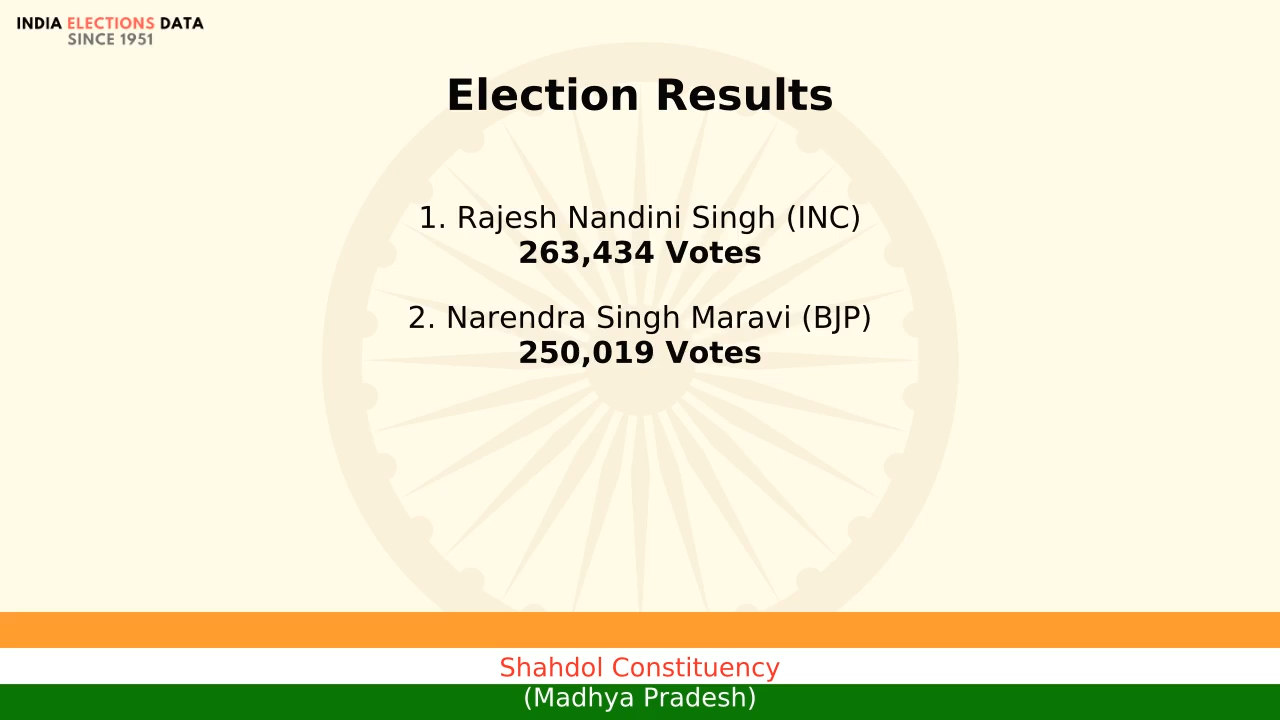 INDIA ELECTIONS DATA
SINCE 1951
Election Results
1. Rajesh Nandini Singh (INC)
263,434 Votes
2. Narendra Singh Maravi (BJP)
250,019 Votes
Shahdol Constituency
(Madhya Pradesh)